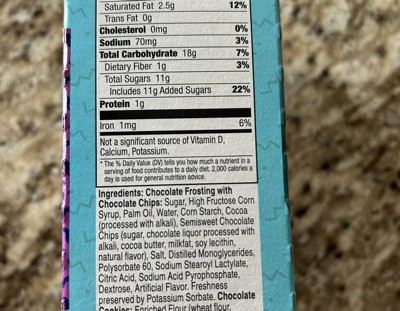 Saturated Fat 2.5g 12%
Trans Fat 0g
Cholesterol 0mg 0%
Sodium 70mg 3%
Total Carbohydrate 18g 7%
Dietary Fiber 1g 3%
Total Sugars 11g
Includes 11g Added Sugars 22%
Protein 1g
Iron 1mg 6%
Not a significant source of Vitamin D,
Calcium, Potassium.
* The % Daily Value (DV) tells you how much a nutrient in a
serving of food contributes to a daily diet. 2,000 calories a
day is used for general nutrition advice.
Ingredients: Chocolate Frosting with
Chocolate Chips: Sugar, High Fructose Corn
Syrup, Palm Oil, Water, Corn Starch, Cocoa
(processed with alkali), Semisweet Chocolate
Chips (sugar, chocolate liquor processed with
alkali, cocoa butter, milkfat, soy lecithin,
natural flavor), Salt, Distilled Monoglycerides,
Polysorbate 60, Sodium Stearoyl Lactylate,
Citric Acid, Sodium Acid Pyrophosphate,
Dextrose, Artificial Flavor. Freshness
preserved by Potassium Sorbate. Chocolate
Cookies: Enriched Flour (wheat flour,